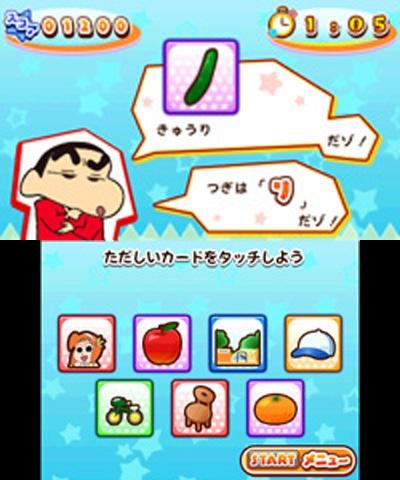 スコア 01200
1:05
きゅうり
だゾ!
つぎは「り」
だゾ!
ただしいカードをタッチしよう
START メニュー